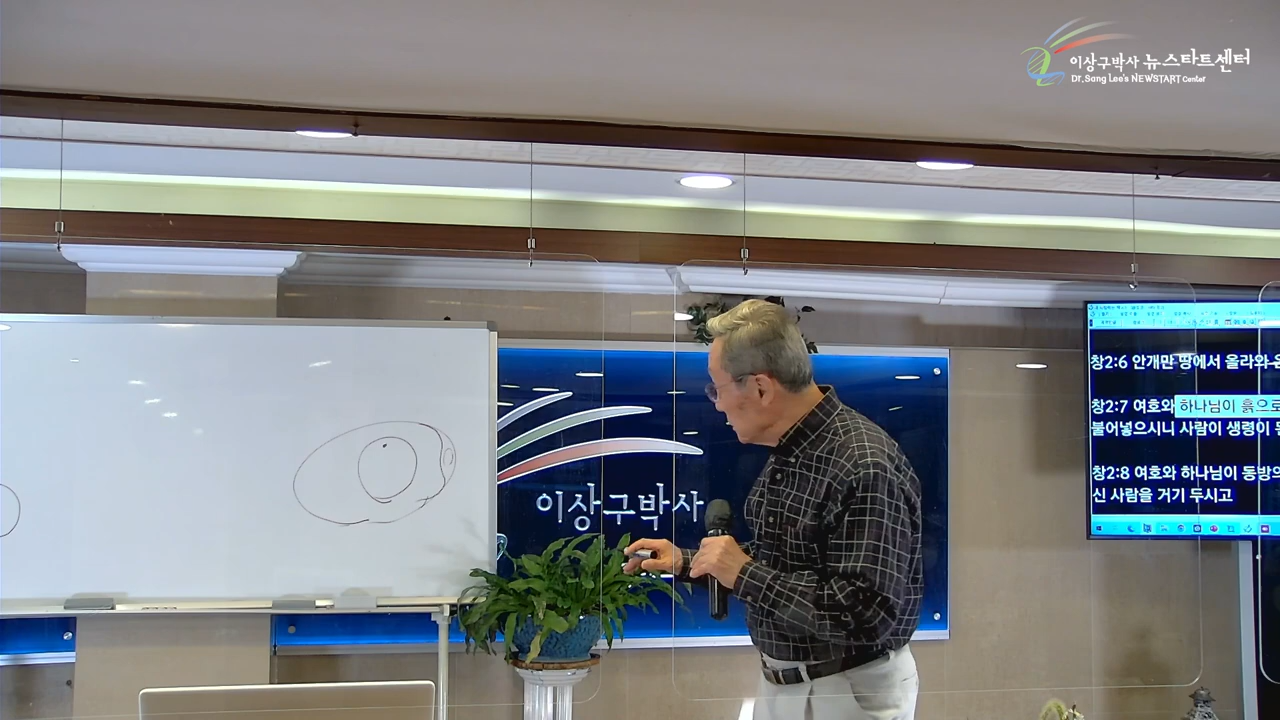 이상구박사 뉴스타트센터
Dr. Sang Lee's NEWSTART Center
이상구박사
창2:6 안개만 땅에서 올라와
창2:7 여호와 하나님이 흙으로
불어넣으시니 사람이 생령이
창2:8 여호와 하나님이 동방으
신 사람을 거기 두시고